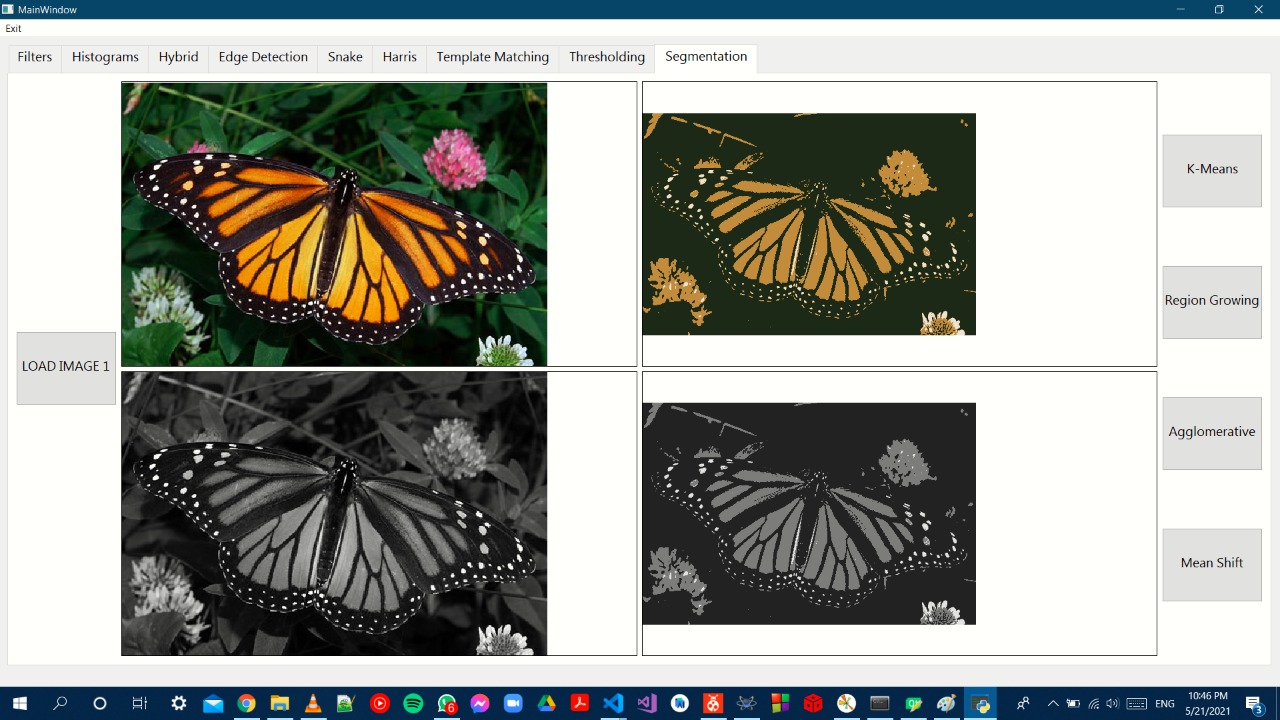 MainWindow
Exit
Filters Histograms Hybrid Edge Detection Snake Harris Template Matching Thresholding Segmentation
K-Means
Region Growing
LOAD IMAGE 1
Agglomerative
Mean Shift
6
ENG
10:46 PM
5/21/2021
3